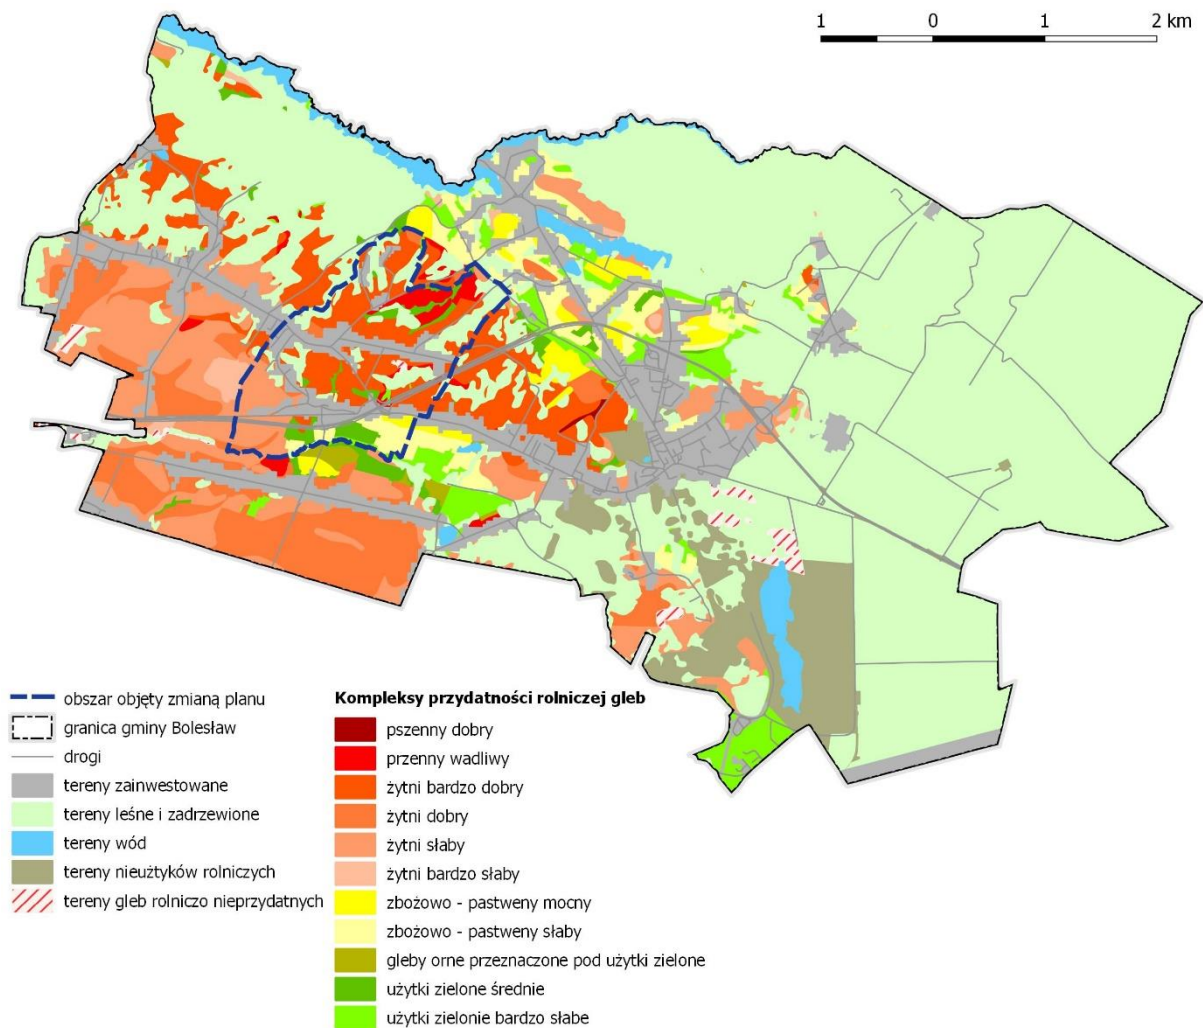 1 0 1 2 km
obszar objęty zmianą planu
granica gminy Bolesław
drogi
tereny zainwestowane
tereny leśne i zadrzewione
tereny wód
tereny nieużytków rolniczych
tereny gleb rolniczo nieprzydatnych
Kompleksy przydatności rolniczej gleb
pszenny dobry
przenny wadliwy
żytni bardzo dobry
żytni dobry
żytni słaby
żytni bardzo słaby
zbożowo - pastweny mocny
zbożowo - pastweny słaby
gleby orne przeznaczone pod użytki zielone
użytki zielone średnie
użytki zielonie bardzo słabe